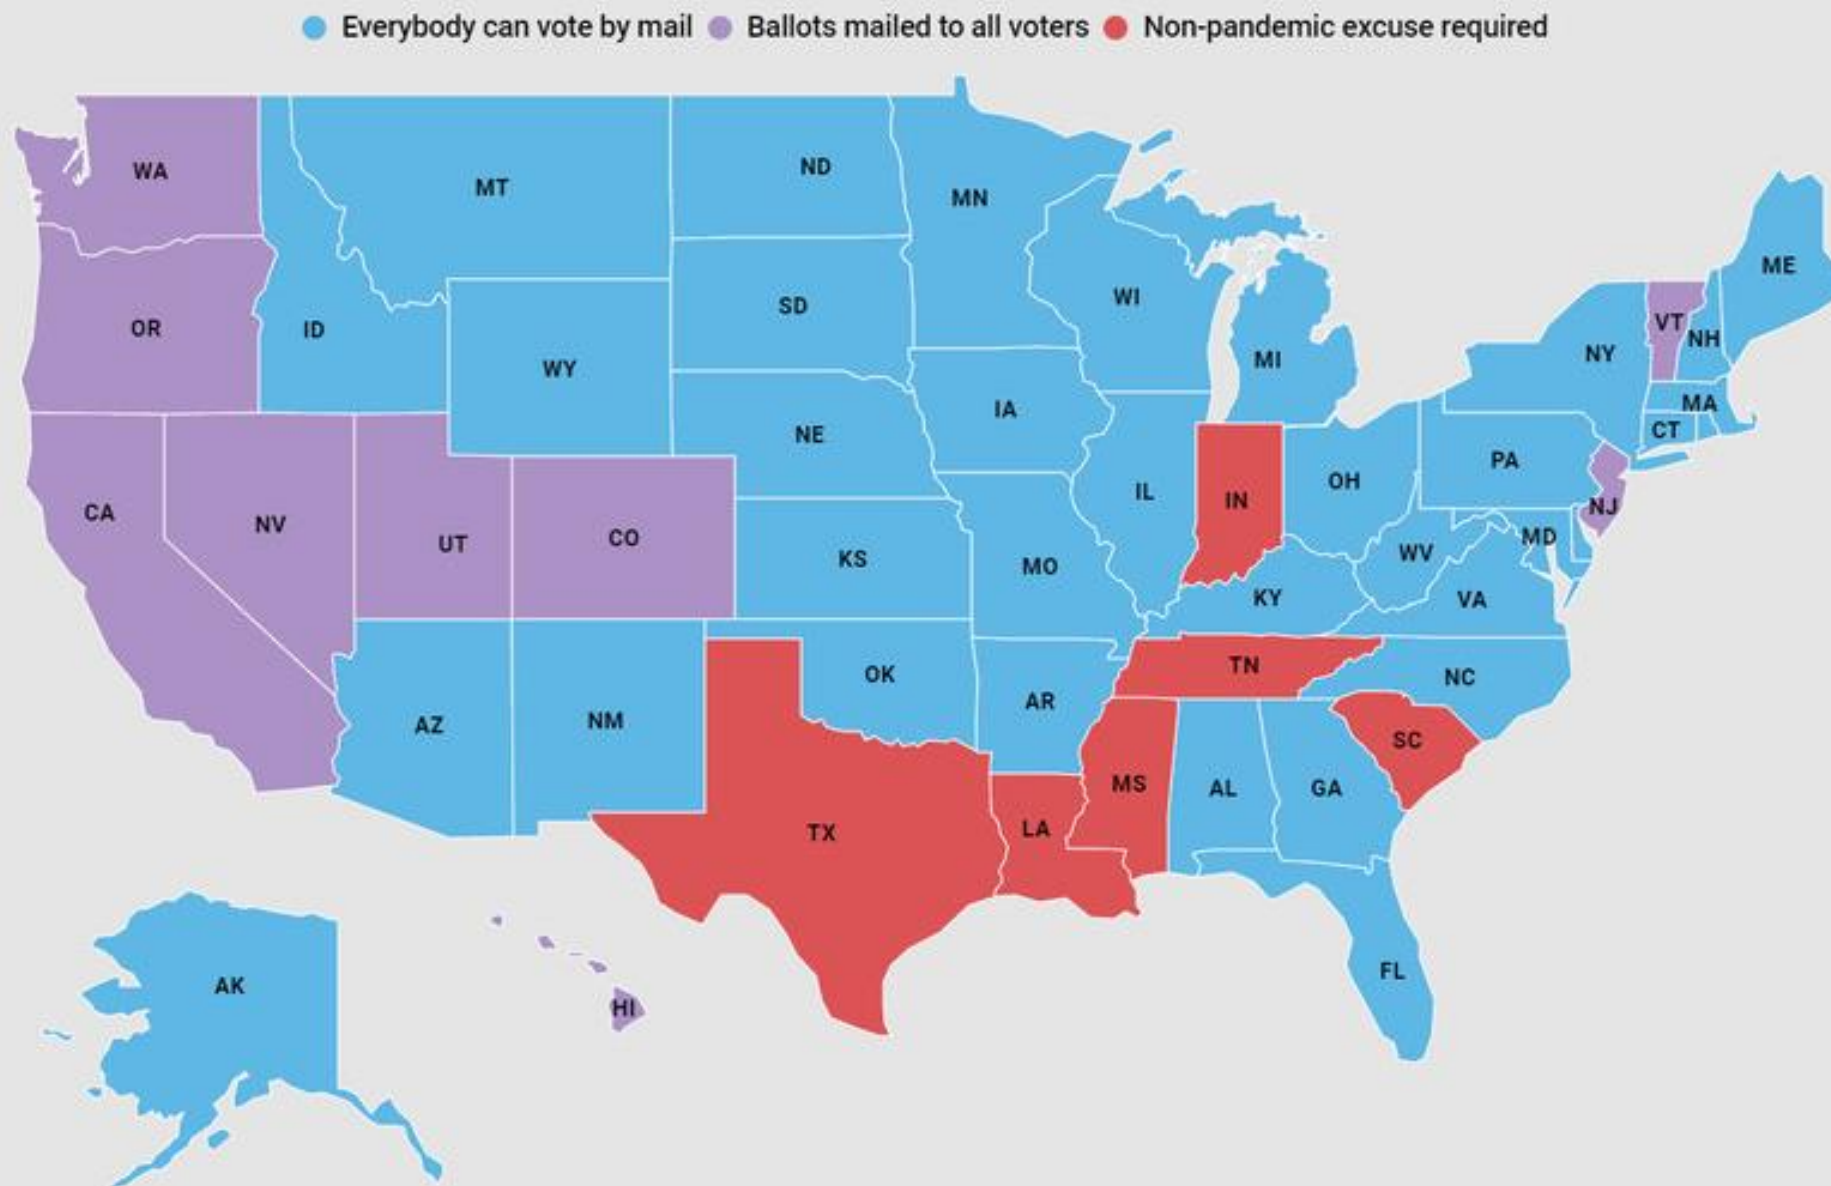 Everybody can vote by mail Ballots mailed to all voters Non-pandemic excuse required
WA
MT
ND
MN
ME
OR
ID
SD
WI
VT
NH
NY
MI
WY
MA
IA
CT
NE
PA
CA
NV
IL
IN
OH
NJ
UT
CO
MD
KS
MO
WV
KY
VA
TN
OK
NC
AR
AZ
NM
SC
MS
AL
GA
TX
LA
FL
AK
HI